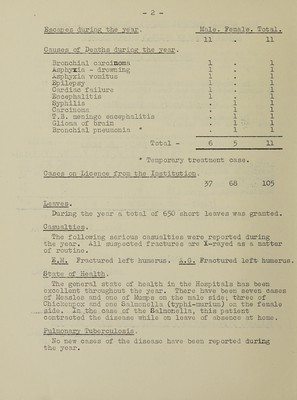 - 2 -
Escapes during the year. Male. Female. Total.
11 . 11
Causes of Deaths during the year.
Bronchial carcinoma 1 . 1
Asphyxia - drowning 1 . 1
Asphyxia vomitus 1 . 1
Epilepsy 1 . 1
Cardiac failure 1 . 1
Encephalitis 1 . 1
Syphilis . 1 1
Carcinoma . 1 1
T.B. meningo encephalitis . 1 1
Glioma of brain . 1 1
Bronchial pneumonia * . 1 1
Total - 6 5 11
* Temporary treatment case.
Cases on Licence from the Institution.
37 68 105
Leaves.
During the year a total of 650 short leaves was granted.
Casualties.
The following serious casualties were reported during
the year. All suspected fractures are X-rayed as a matter
of routine.
E.M. Fractured left humerus. A.G. Fractured left humerus.
State of Health.
The general state of health in the Hospitals has been
excellent throughout the year. There have been seven cases
of Measles and one of Mumps on the male side; three of
Chickenpox and one Salmonella (typhi-murium) on the female
side. In the case of the Salmonella, this patient
contracted the disease while on leave of absence at home.
Pulmonary Tuberculosis.
No new cases of the disease have been reported during
the year.